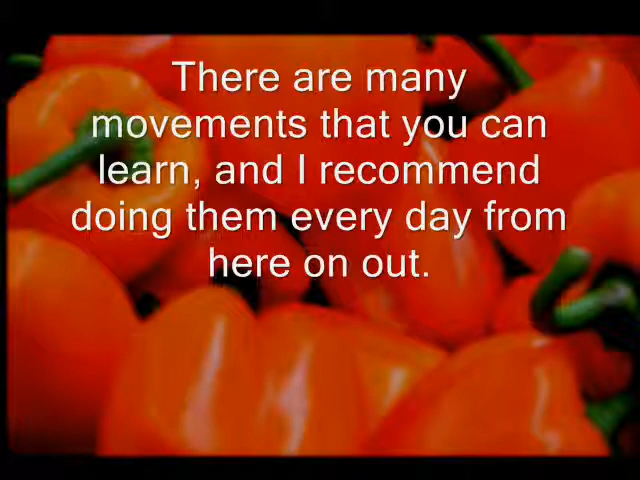 There are many
movements that you can
learn, and I recommend
doing them every day from
here on out.